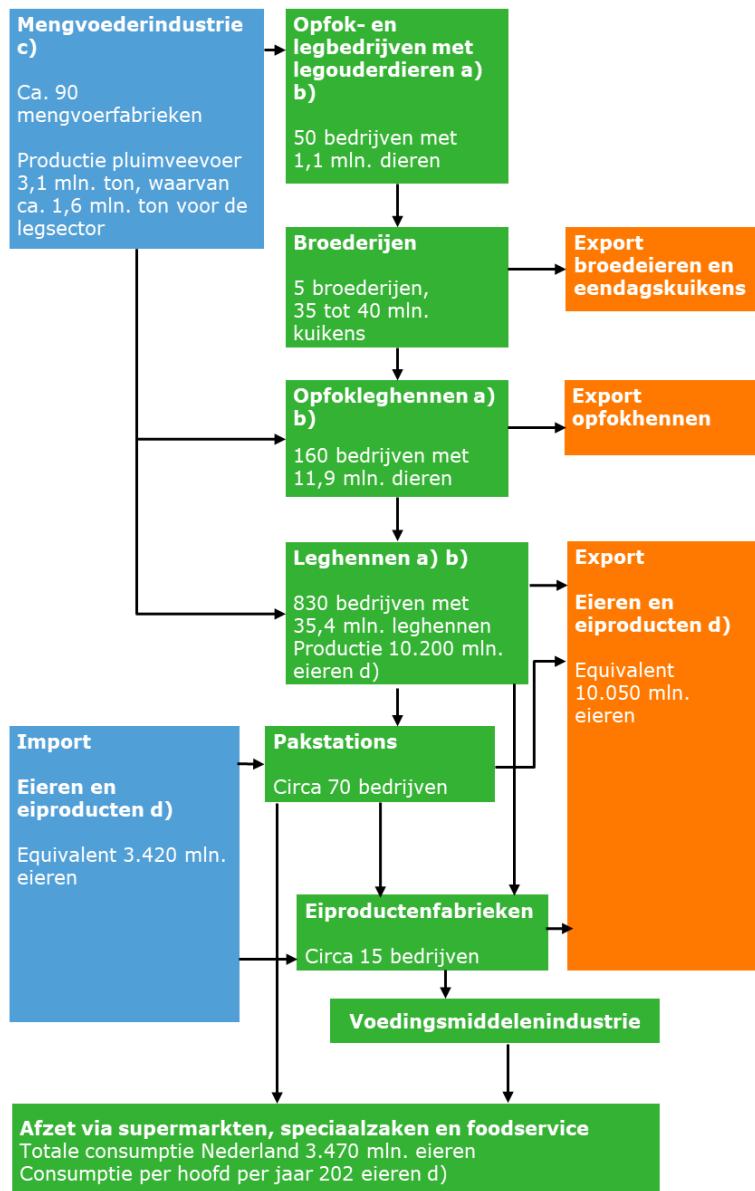 Mengvoederindustrie
c)
Ca. 90
mengvoerfabrieken
Productie pluimveevoer
3,1 mln. ton, waarvan
ca. 1,6 mln. ton voor de
legsector
Opfok- en
legbedrijven met
legouderdieren a)
b)
50 bedrijven met
1,1 mln. dieren
Broederijen
5 broederijen,
35 tot 40 mln.
kuikens
Export
broedeieren en
eendagskuikens
Opfokleghennen a)
b)
160 bedrijven met
11,9 mln. dieren
Export
opfokhennen
Leghennen a) b)
830 bedrijven met
35,4 mln. leghennen
Productie 10.200 mln.
eieren d)
Export
Eieren en
eiproducten d)
Equivalent
10.050 mln.
eieren
Import
Eieren en
eiproducten d)
Equivalent 3.420 mln.
eieren
Pakstations
Circa 70 bedrijven
Eiproductenfabrieken
Circa 15 bedrijven
Voedingsmiddelenindustrie
Afzet via supermarkten, speciaalzaken en foodservice
Totale consumptie Nederland 3.470 mln. eieren
Consumptie per hoofd per jaar 202 eieren d)